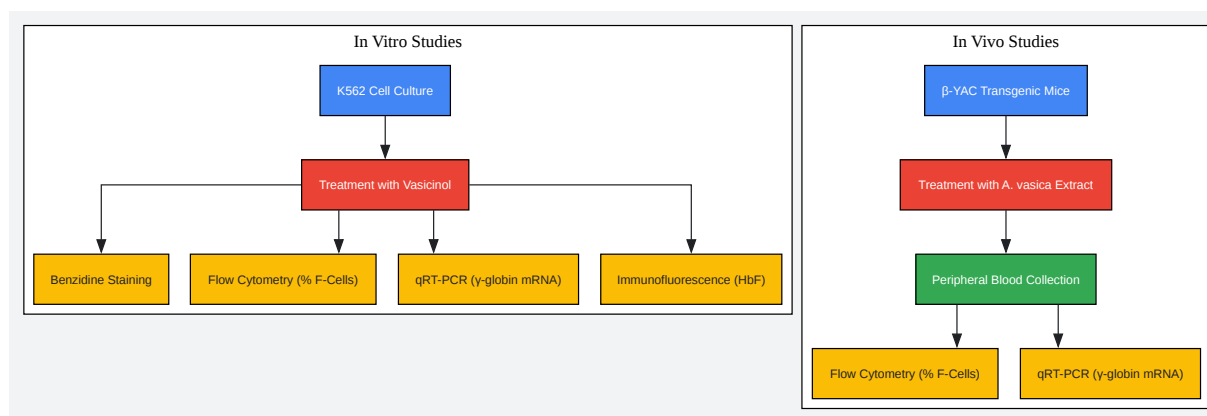 In Vitro Studies
K562 Cell Culture
Treatment with Vasicinol
Benzidine Staining
Flow Cytometry (% F-Cells)
qRT-PCR (γ-globin mRNA)
Immunofluorescence (HbF)
In Vivo Studies
β-YAC Transgenic Mice
Treatment with A. vasica Extract
Peripheral Blood Collection
Flow Cytometry (% F-Cells)
qRT-PCR (γ-globin mRNA)